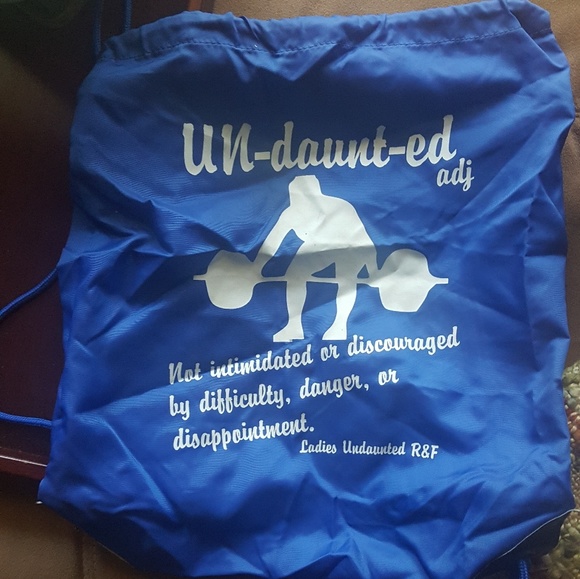 UN-daunt-ed
adj
Not intimidated or discouraged
by difficulty, danger, or
disappointment.
Ladies Undaunted R&F